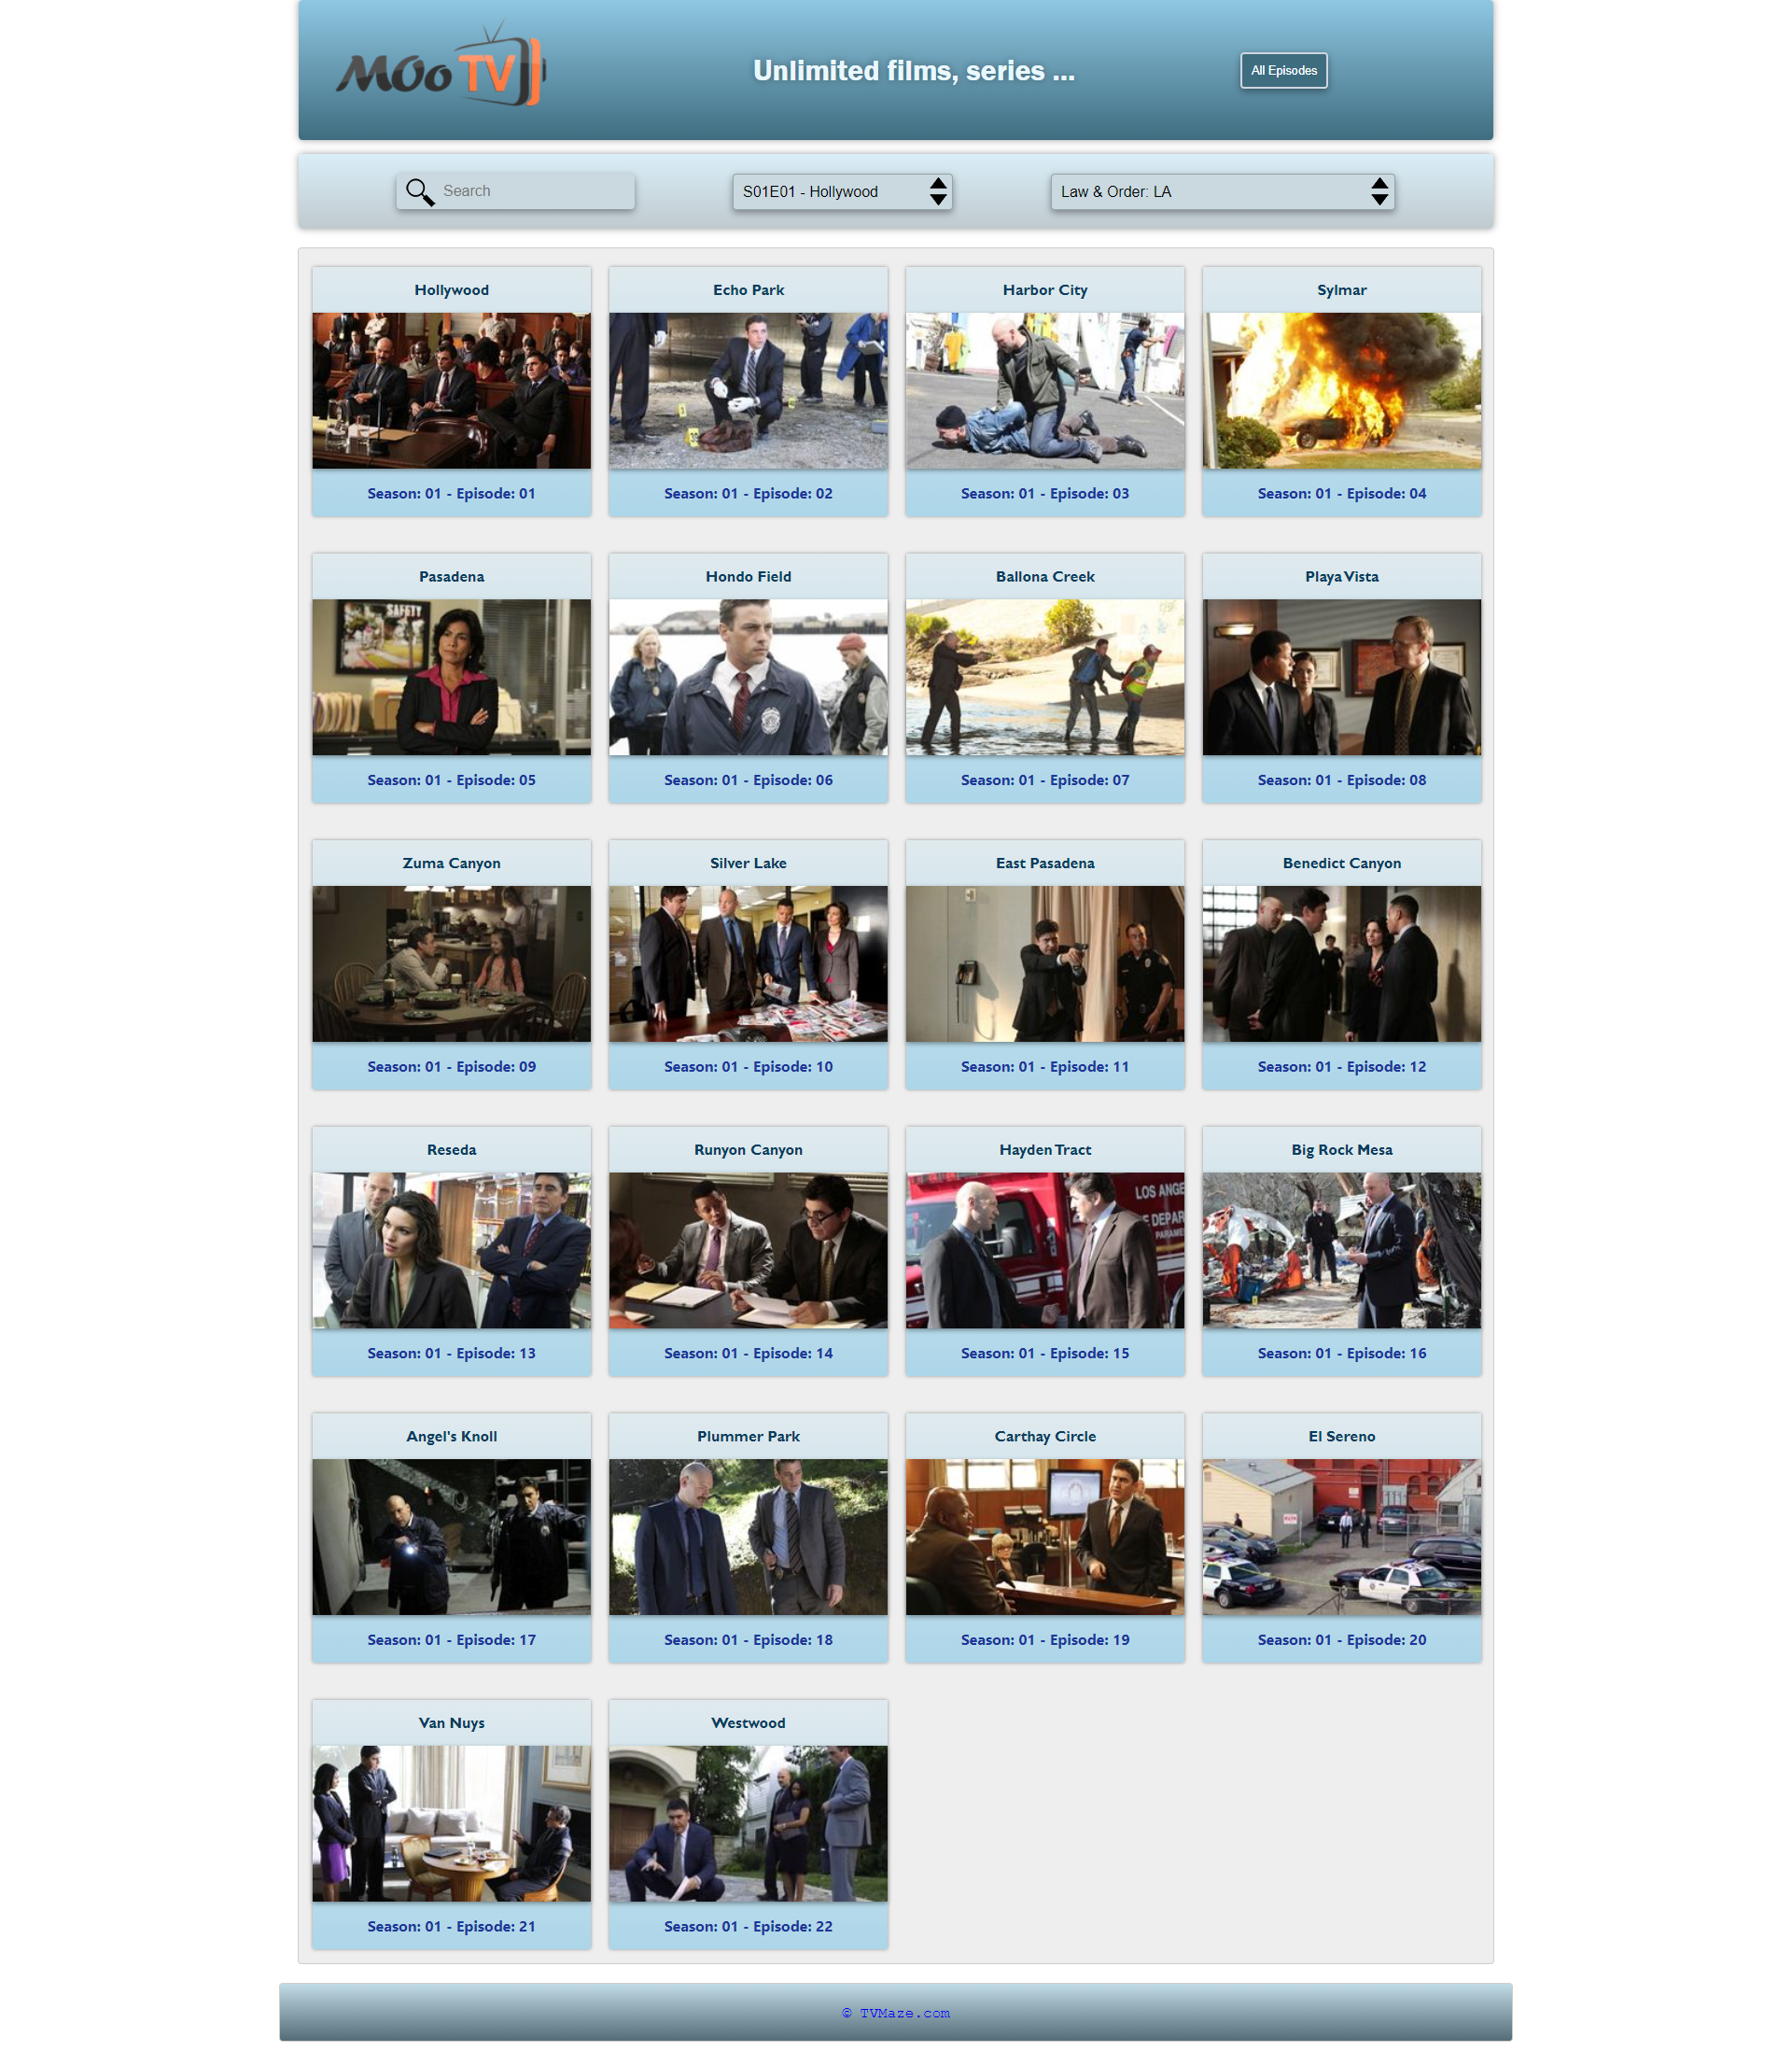 MOo TV
Unlimited films, series ...
All Episodes
Search
S01E01 - Hollywood
Law & Order: LA
Hollywood
Echo Park
Harbor City
Sylmar
Season: 01 - Episode: 01
Season: 01 - Episode: 02
Season: 01 - Episode: 03
Season: 01 - Episode: 04
Pasadena
Hondo Field
Ballona Creek
Playa Vista
SAFETY
Season: 01 - Episode: 05
Season: 01 - Episode: 06
Season: 01 - Episode: 07
Season: 01 - Episode: 08
Zuma Canyon
Silver Lake
East Pasadena
Benedict Canyon
Season: 01 - Episode: 09
Season: 01 - Episode: 10
Season: 01 - Episode: 11
Season: 01 - Episode: 12
Reseda
Runyon Canyon
Hayden Tract
Big Rock Mesa
LOS ANGE
E DEPAR
PARAME
Season: 01 - Episode: 13
Season: 01 - Episode: 14
Season: 01 - Episode: 15
Season: 01 - Episode: 16
Angel's Knoll
Plummer Park
Carthay Circle
El Sereno
Season: 01 - Episode: 17
Season: 01 - Episode: 18
Season: 01 - Episode: 19
Season: 01 - Episode: 20
Van Nuys
Westwood
Season: 01 - Episode: 21
Season: 01 - Episode: 22
© TVMaze.com